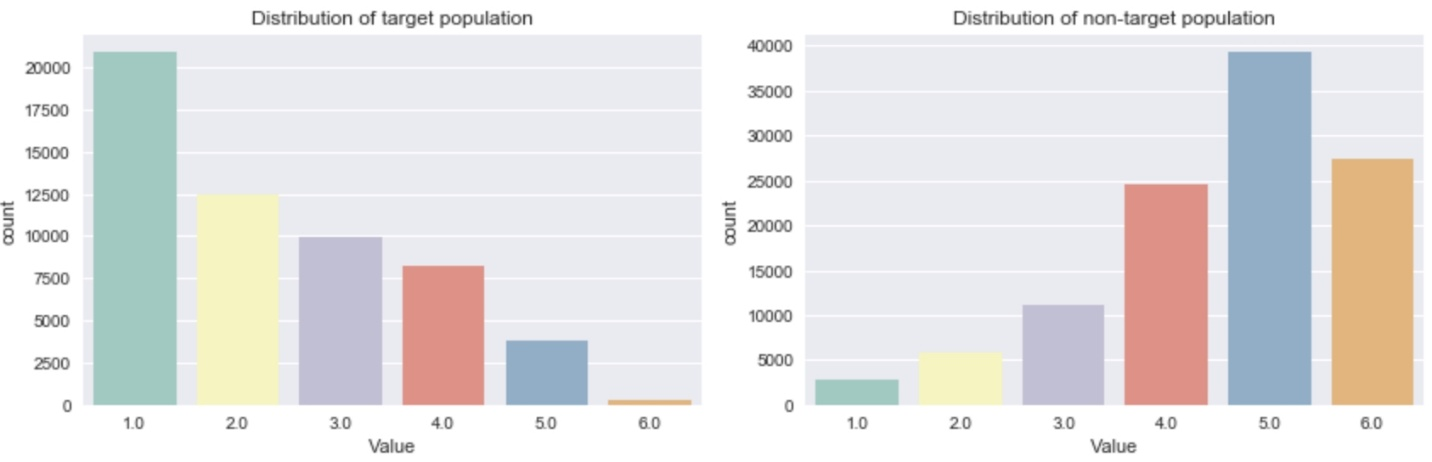 Distribution of target population
20000
17500
15000
12500
10000
7500
5000
2500
0
count
1.0 2.0 3.0 4.0 5.0 6.0
Value
Distribution of non-target population
40000
35000
30000
25000
20000
15000
10000
5000
0
count
1.0 2.0 3.0 4.0 5.0 6.0
Value